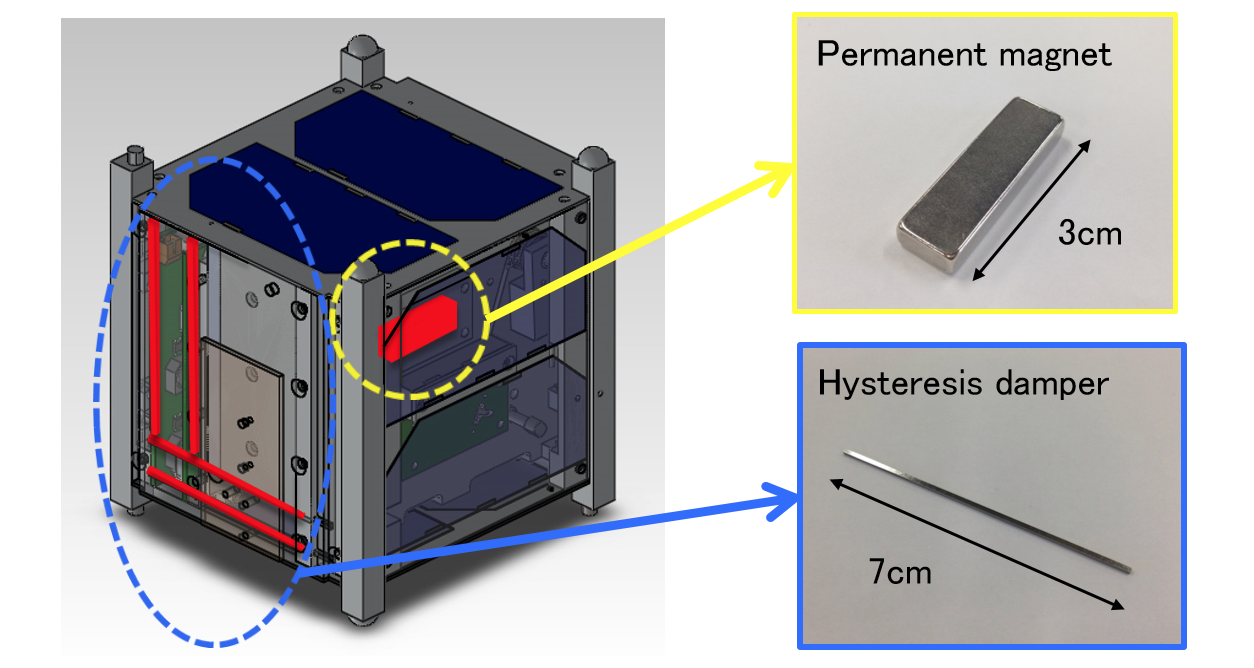 Permanent magnet
3cm
Hysteresis damper
7cm